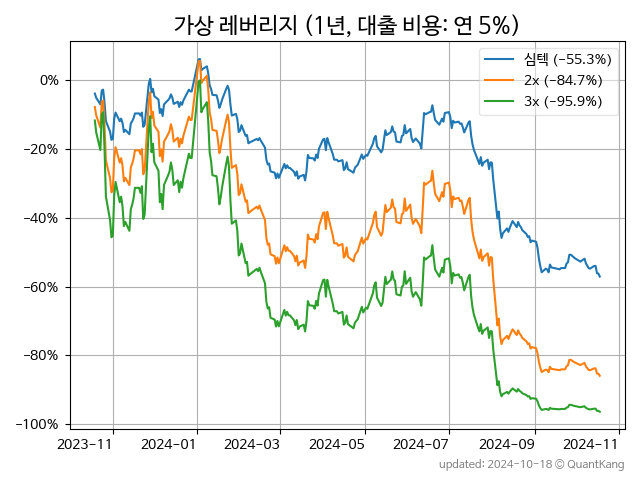 가상 레버리지 (1년, 대출 비용: 연 5%)
심텍 (-55.3%)
2x (-84.7%)
3x (-95.9%)
0%
−20%
−40%
−60%
−80%
−100%
2023-11 2024-01 2024-03 2024-05 2024-07 2024-09 2024-11
updated: 2024-10-18 © QuantKang